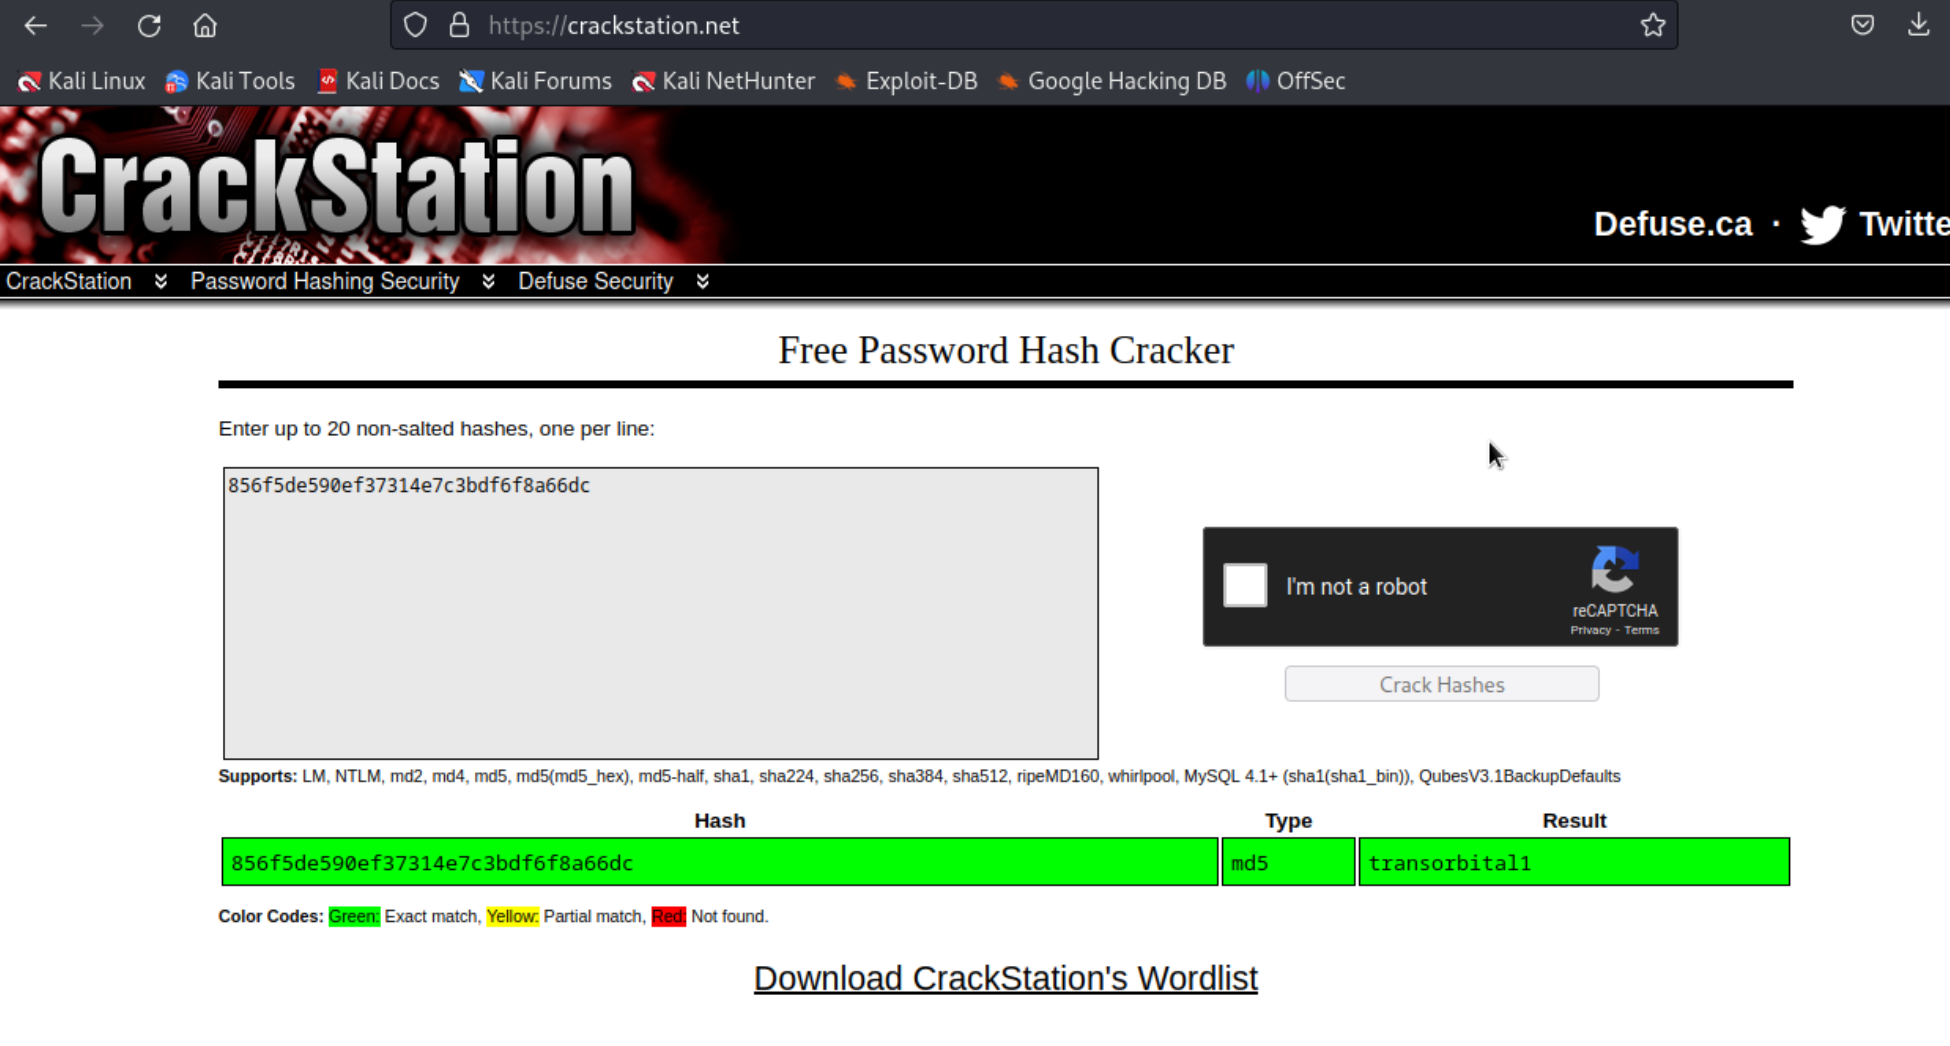 https://crackstation.net
Kali Linux Kali Tools Kali Docs Kali Forums Kali NetHunter Exploit-DB Google Hacking DB OffSec
CrackStation
Defuse.ca · Twitte
CrackStation Password Hashing Security Defuse Security
Free Password Hash Cracker
Enter up to 20 non-salted hashes, one per line:
856f5de590ef37314e7c3bdf6f8a66dc
I'm not a robot
reCAPTCHA
Privacy - Terms
Crack Hashes
Supports: LM, NTLM, md2, md4, md5, md5(md5_hex), md5-half, sha1, sha224, sha256, sha384, sha512, ripeMD160, whirlpool, MySQL 4.1+ (sha1(sha1_bin)), QubesV3.1BackupDefaults
Hash Type Result
856f5de590ef37314e7c3bdf6f8a66dc md5 transorbital1
Color Codes: Green: Exact match, Yellow: Partial match, Red: Not found.
Download CrackStation's Wordlist